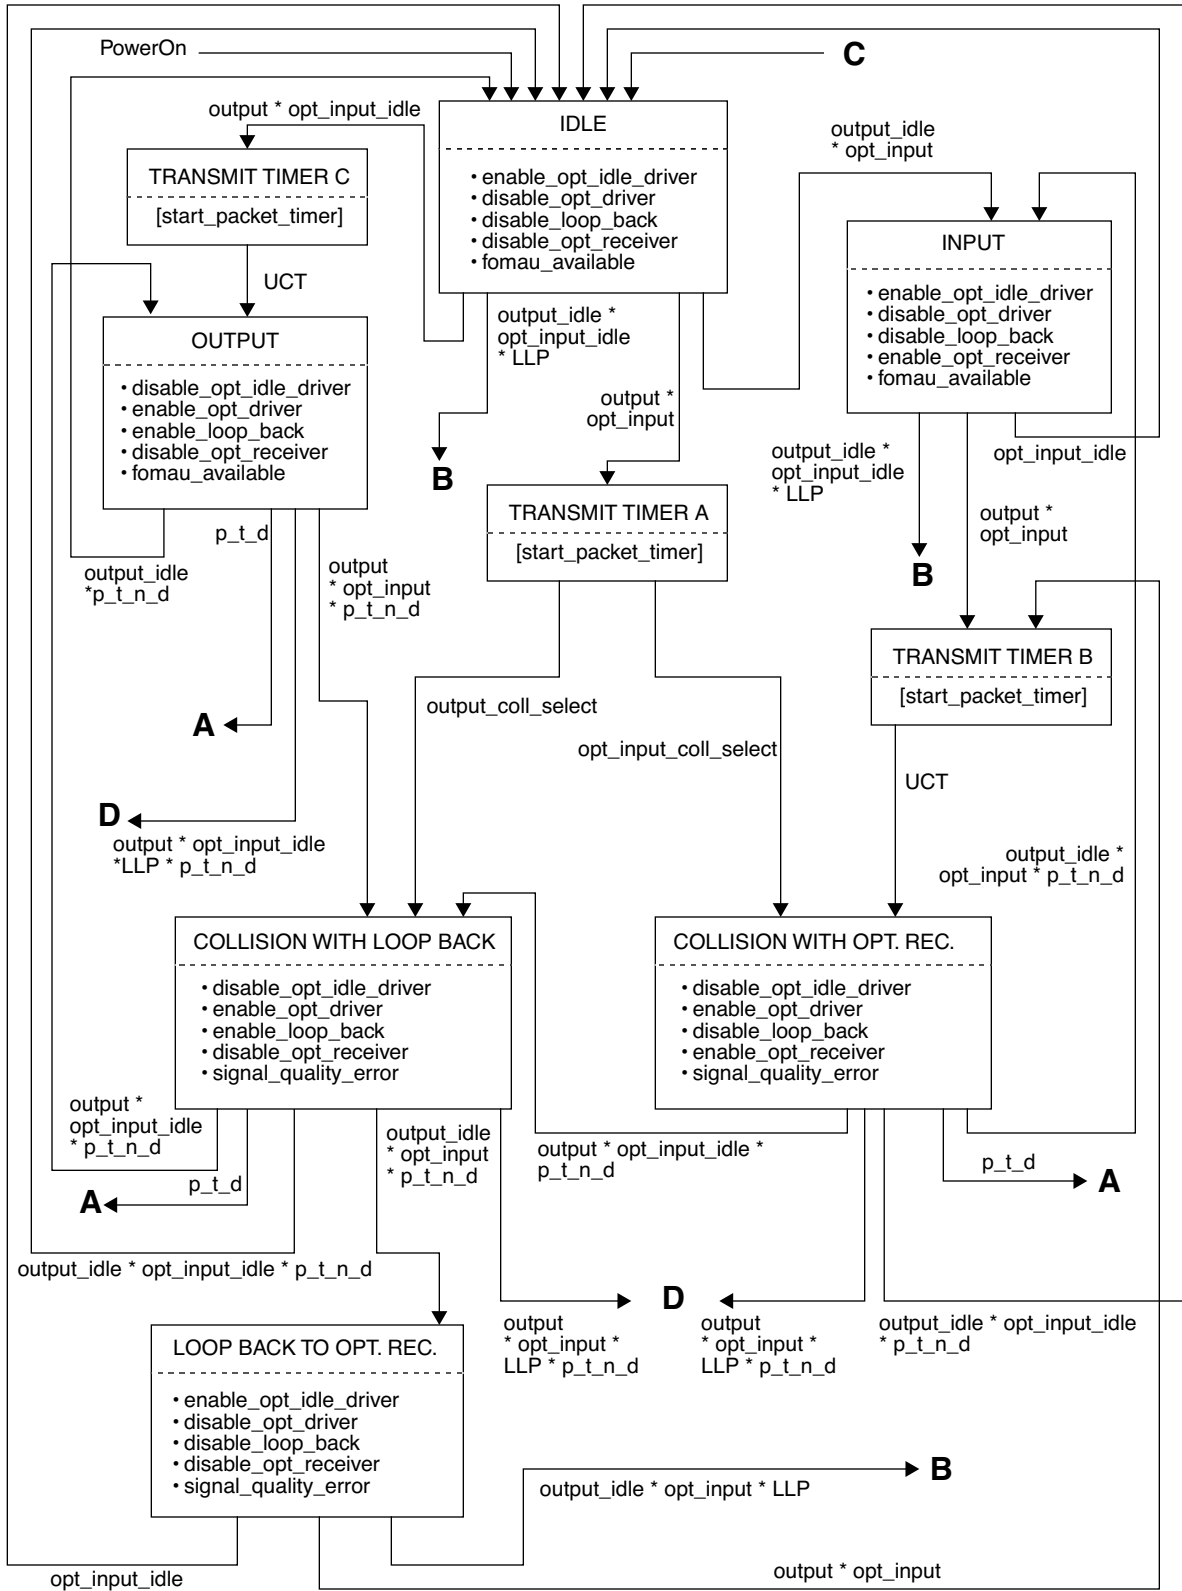 PowerOn
C
output * opt_input_idle
IDLE
• enable_opt_idle_driver
• disable_opt_driver
• disable_loop_back
• disable_opt_receiver
• fomau_available
output_idle
* opt_input
TRANSMIT TIMER C
[start_packet_timer]
UCT
INPUT
• enable_opt_idle_driver
• disable_opt_driver
• disable_loop_back
• enable_opt_receiver
• fomau_available
OUTPUT
• disable_opt_idle_driver
• enable_opt_driver
• enable_loop_back
• disable_opt_receiver
• fomau_available
output_idle *
opt_input_idle
* LLP
B
output *
opt_input
output_idle *
opt_input_idle
* LLP
B
opt_input_idle
output *
opt_input
TRANSMIT TIMER A
[start_packet_timer]
p_t_d
output_idle
*p_t_n_d
output
* opt_input
* p_t_n_d
TRANSMIT TIMER B
[start_packet_timer]
A
output_coll_select
opt_input_coll_select
UCT
D
output * opt_input_idle
*LLP * p_t_n_d
output_idle *
opt_input * p_t_n_d
COLLISION WITH LOOP BACK
• disable_opt_idle_driver
• enable_opt_driver
• enable_loop_back
• disable_opt_receiver
• signal_quality_error
COLLISION WITH OPT. REC.
• disable_opt_idle_driver
• enable_opt_driver
• disable_loop_back
• enable_opt_receiver
• signal_quality_error
output *
opt_input_idle
* p_t_n_d
p_t_d
A
output_idle
* opt_input
* p_t_n_d
output * opt_input_idle *
p_t_n_d
p_t_d
A
output_idle * opt_input_idle * p_t_n_d
D
output
* opt_input *
LLP * p_t_n_d
output
* opt_input *
LLP * p_t_n_d
output_idle * opt_input_idle
* p_t_n_d
LOOP BACK TO OPT. REC.
• enable_opt_idle_driver
• disable_opt_driver
• disable_loop_back
• disable_opt_receiver
• signal_quality_error
B
output_idle * opt_input * LLP
opt_input_idle
output * opt_input